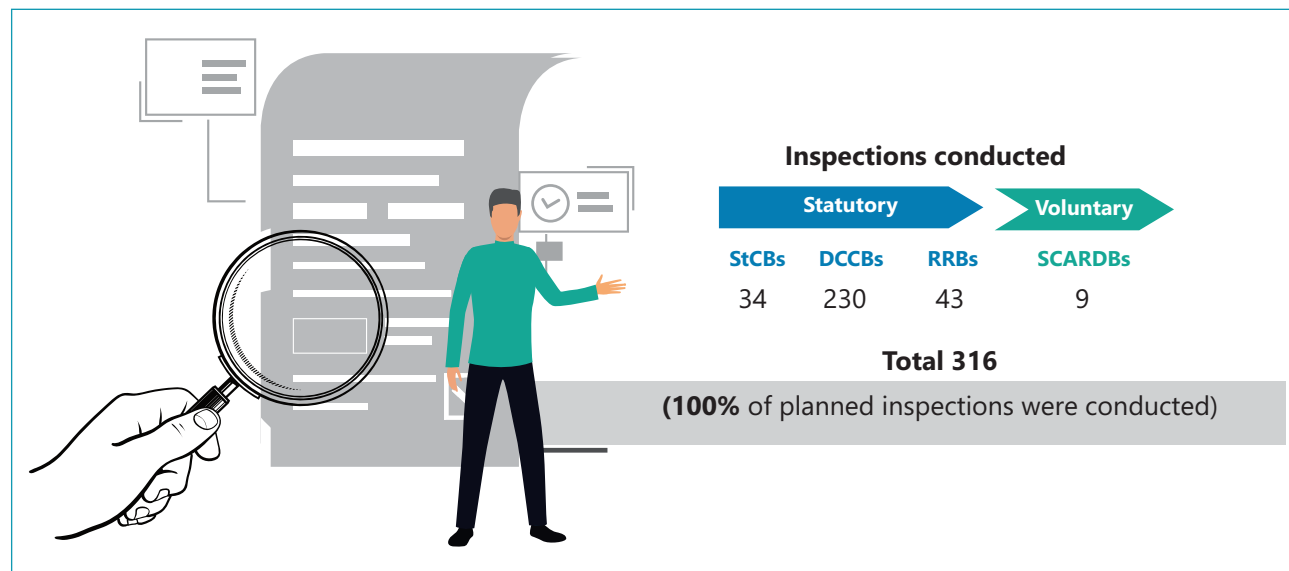 Inspections conducted
Statutory Voluntary
StCBs DCCBs RRBs SCARDBs
34 230 43 9
Total 316
(100% of planned inspections were conducted)